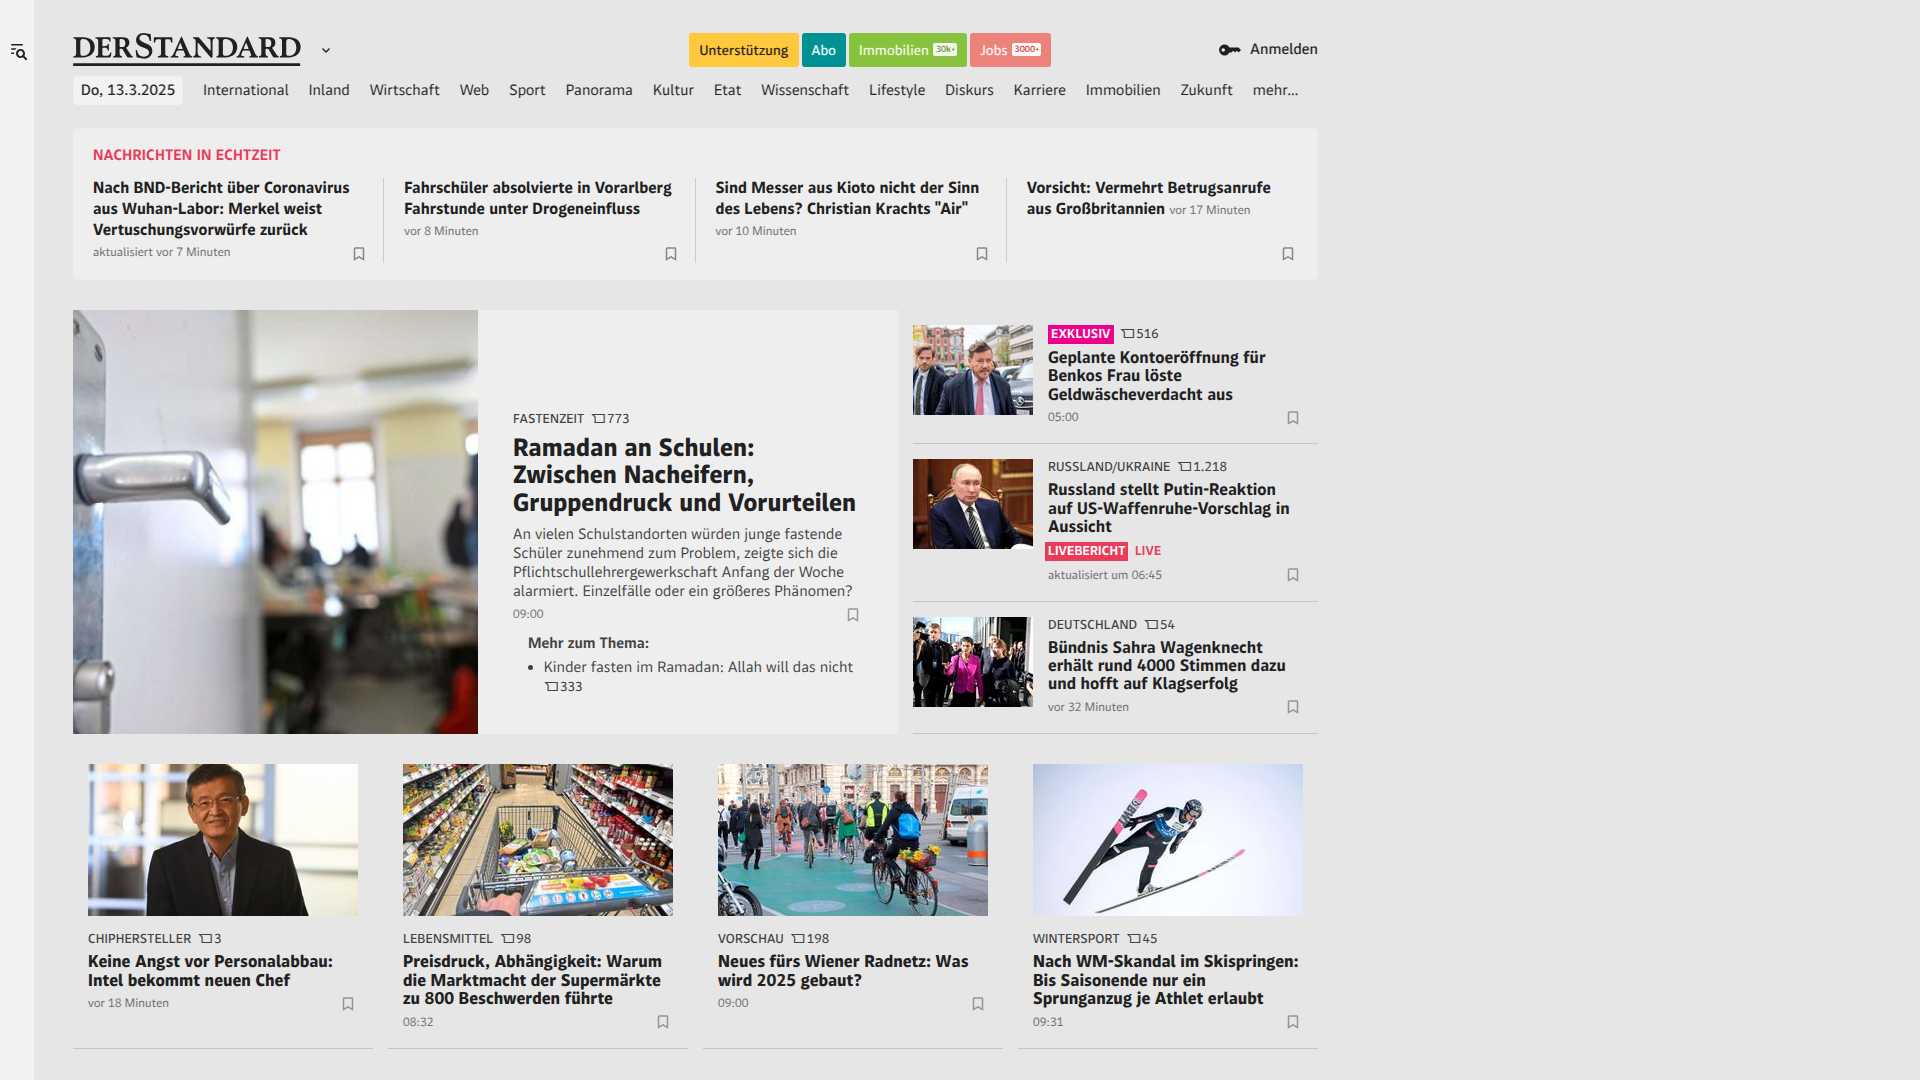 DERSTANDARD
Unterstützung
Abo
Immobilien 30k+
Jobs 3000+
Anmelden
Do, 13.3.2025
International
Inland
Wirtschaft
Web
Sport
Panorama
Kultur
Etat
Wissenschaft
Lifestyle
Diskurs
Karriere
Immobilien
Zukunft
mehr...
NACHRICHTEN IN ECHTZEIT
Nach BND-Bericht über Coronavirus
aus Wuhan-Labor: Merkel weist
Vertuschungsvorwürfe zurück
aktualisiert vor 7 Minuten
Fahrschüler absolvierte in Vorarlberg
Fahrstunde unter Drogeneinfluss
vor 8 Minuten
Sind Messer aus Kioto nicht der Sinn
des Lebens? Christian Krachts "Air"
vor 10 Minuten
Vorsicht: Vermehrt Betrugsanrufe
aus Großbritannien vor 17 Minuten
FASTENZEIT 773
Ramadan an Schulen:
Zwischen Nacheifern,
Gruppendruck und Vorurteilen
An vielen Schulstandorten würden junge fastende
Schüler zunehmend zum Problem, zeigte sich die
Pflichtschullehrergewerkschaft Anfang der Woche
alarmiert. Einzelfälle oder ein größeres Phänomen?
09:00
Mehr zum Thema:
• Kinder fasten im Ramadan: Allah will das nicht
333
EXKLUSIV 516
Geplante Kontoeröffnung für
Benkos Frau löste
Geldwäscheverdacht aus
05:00
RUSSLAND/UKRAINE 1.218
Russland stellt Putin-Reaktion
auf US-Waffenruhe-Vorschlag in
Aussicht
LIVEBERICHT LIVE
aktualisiert um 06:45
DEUTSCHLAND 54
Bündnis Sahra Wagenknecht
erhält rund 4000 Stimmen dazu
und hofft auf Klagserfolg
vor 32 Minuten
CHIPHERSTELLER 3
Keine Angst vor Personalabbau:
Intel bekommt neuen Chef
vor 18 Minuten
LEBENSMITTEL 98
Preisdruck, Abhängigkeit: Warum
die Marktmacht der Supermärkte
zu 800 Beschwerden führte
08:32
VORSCHAU 198
Neues fürs Wiener Radnetz: Was
wird 2025 gebaut?
09:00
WINTERSPORT 45
Nach WM-Skandal im Skispringen:
Bis Saisonende nur ein
Sprunganzug je Athlet erlaubt
09:31